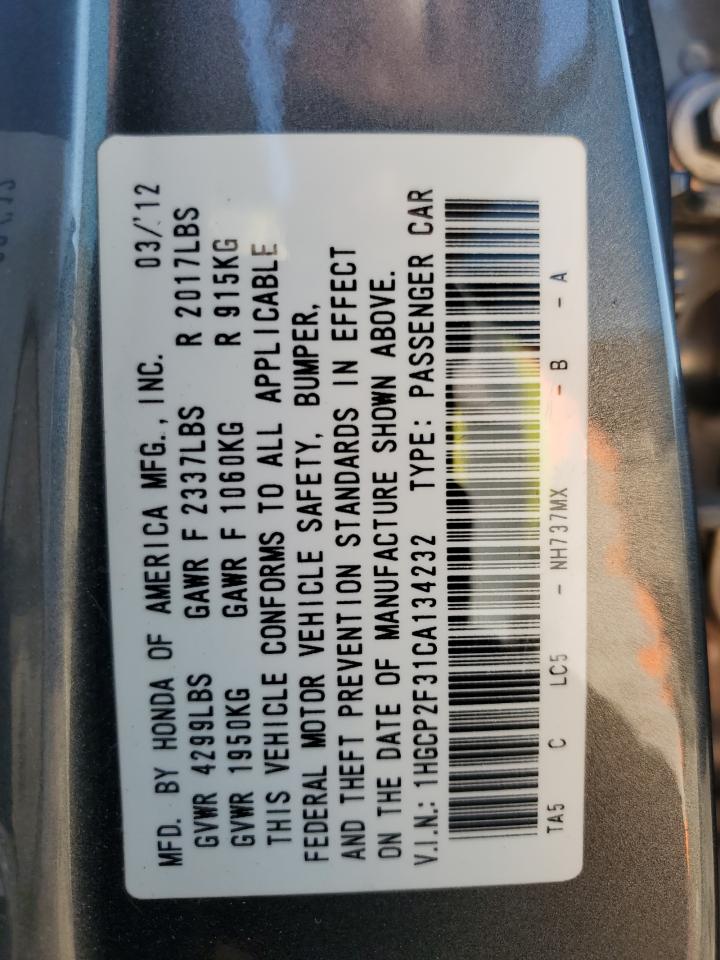 MFD. BY HONDA OF AMERICA MFG., INC. 03/'12
GVWR 4299LBS GAWR F 2337LBS R 2017LBS
GVWR 1950KG GAWR F 1060KG R 915KG
THIS VEHICLE CONFORMS TO ALL APPLICABLE
FEDERAL MOTOR VEHICLE SAFETY, BUMPER,
AND THEFT PREVENTION STANDARDS IN EFFECT
ON THE DATE OF MANUFACTURE SHOWN ABOVE.
V.I.N.: 1HGCP2F31CA134232 TYPE: PASSENGER CAR
TA5 C LC5 - NH737MX - B - A